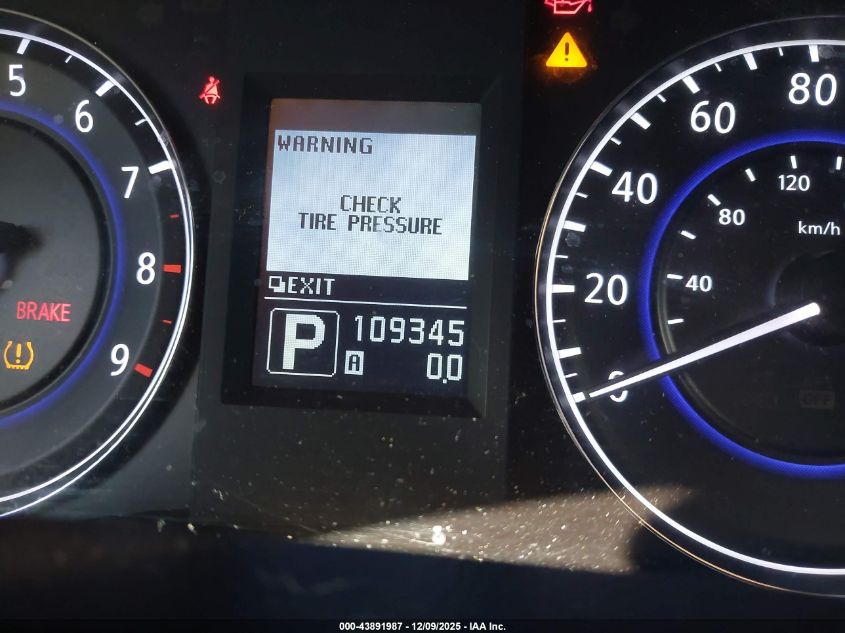 5
6
7
8
9
BRAKE
WARNING
CHECK
TIRE PRESSURE
EXIT
P
109345
A 0.0
0
20
40
60
80
40
80
120
km/h
OFF
000-43891987 - 12/09/2025 - IAA Inc.